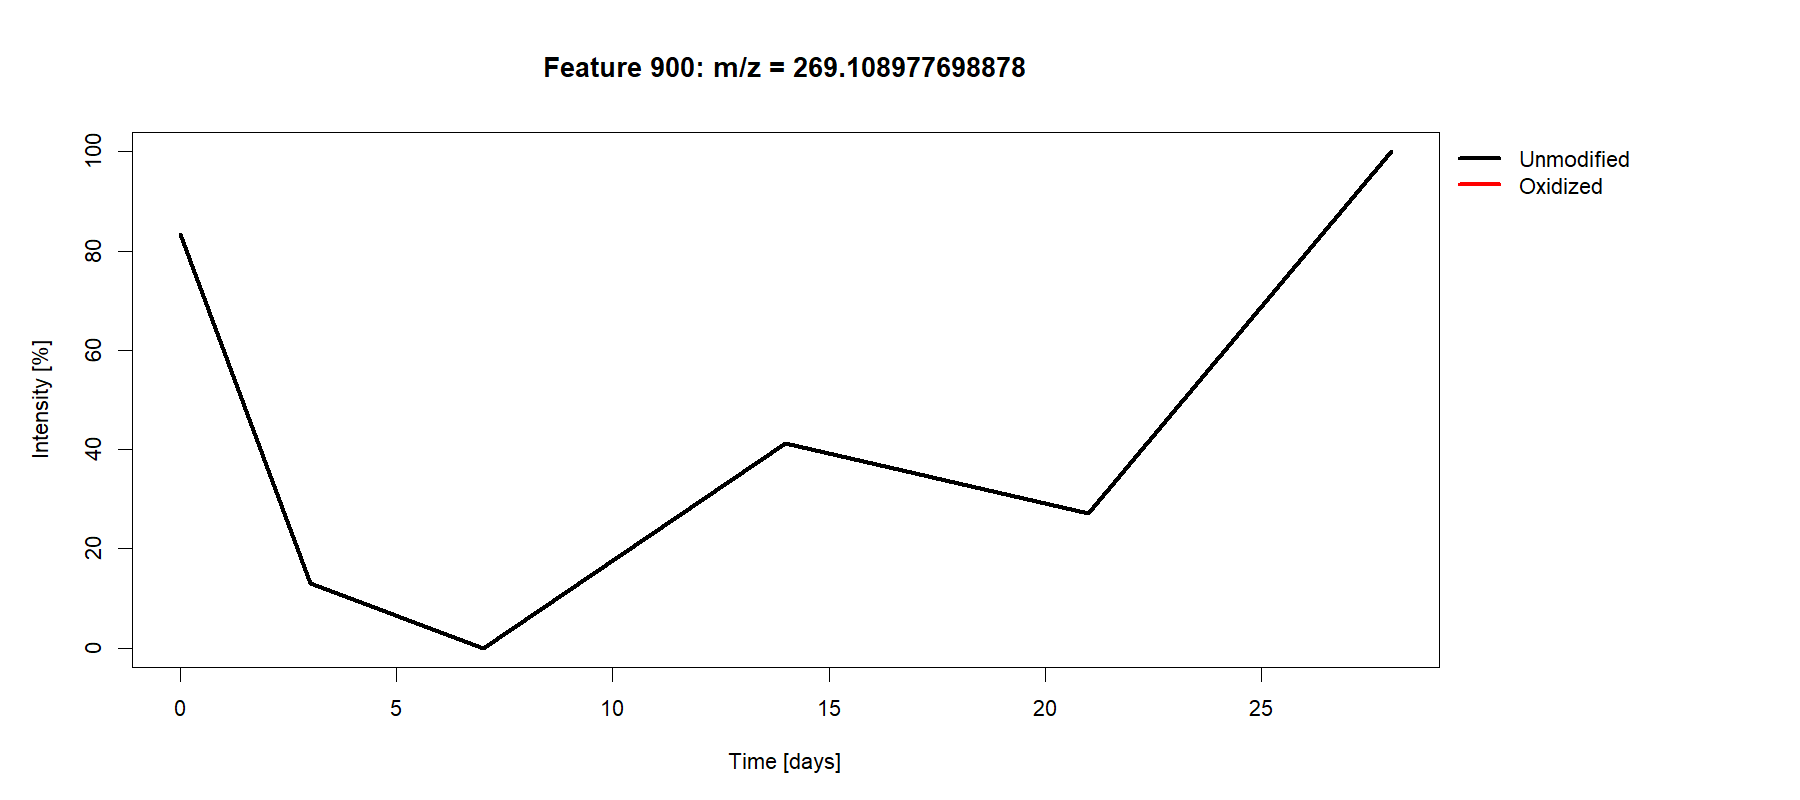 Feature 900: m/z = 269.108977698878
Unmodified
Oxidized
Intensity [%]
100
80
60
40
20
0
0 5 10 15 20 25
Time [days]